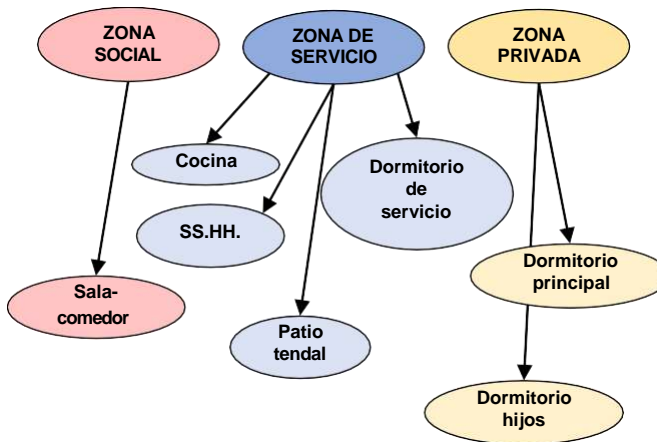 ZONA
SOCIAL
ZONA DE
SERVICIO
ZONA
PRIVADA
Cocina
Dormitorio
de
servicio
SS.HH.
Dormitorio
principal
Sala-
comedor
Patio
tendal
Dormitorio
hijos